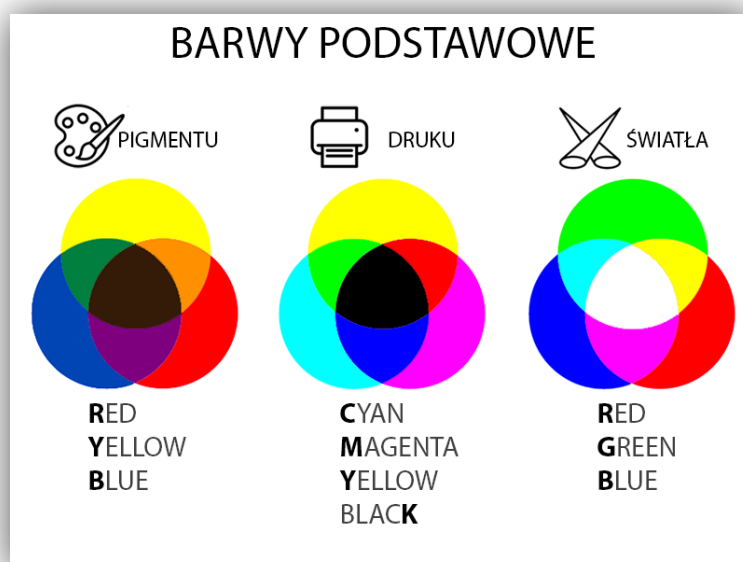 BARWY PODSTAWOWE
PIGMENTU
DRUKU
ŚWIATŁA
RED
YELLOW
BLUE
CYAN
MAGENTA
YELLOW
BLACK
RED
GREEN
BLUE